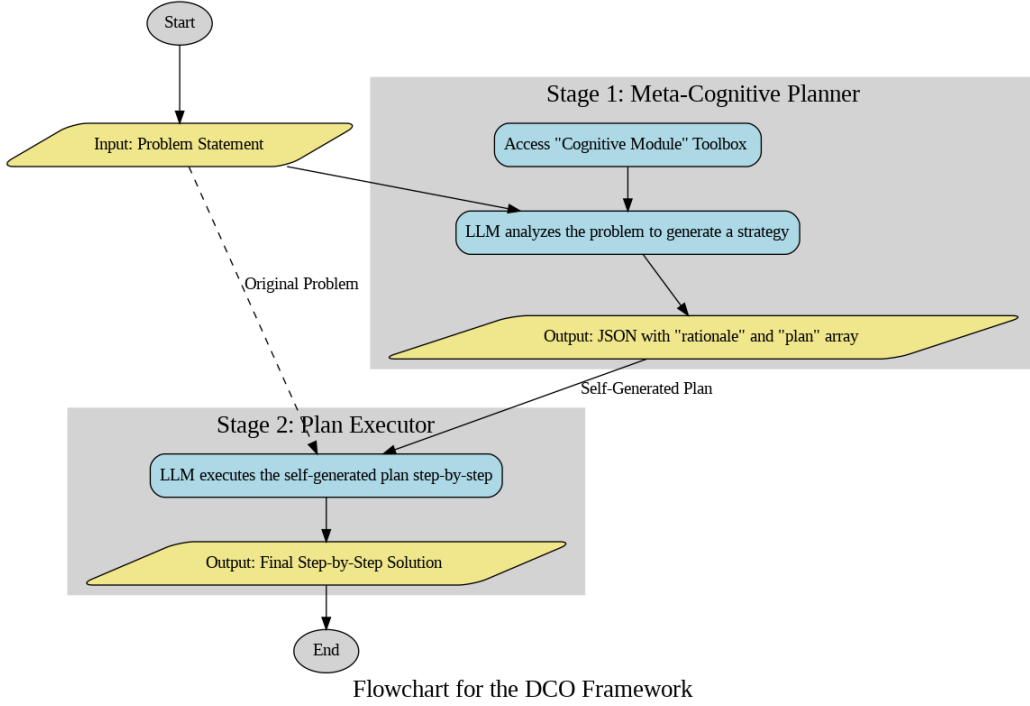 Start
Stage 1: Meta-Cognitive Planner
Input: Problem Statement
Access "Cognitive Module" Toolbox
LLM analyzes the problem to generate a strategy
Original Problem
Output: JSON with "rationale" and "plan" array
Self-Generated Plan
Stage 2: Plan Executor
LLM executes the self-generated plan step-by-step
Output: Final Step-by-Step Solution
End
Flowchart for the DCO Framework